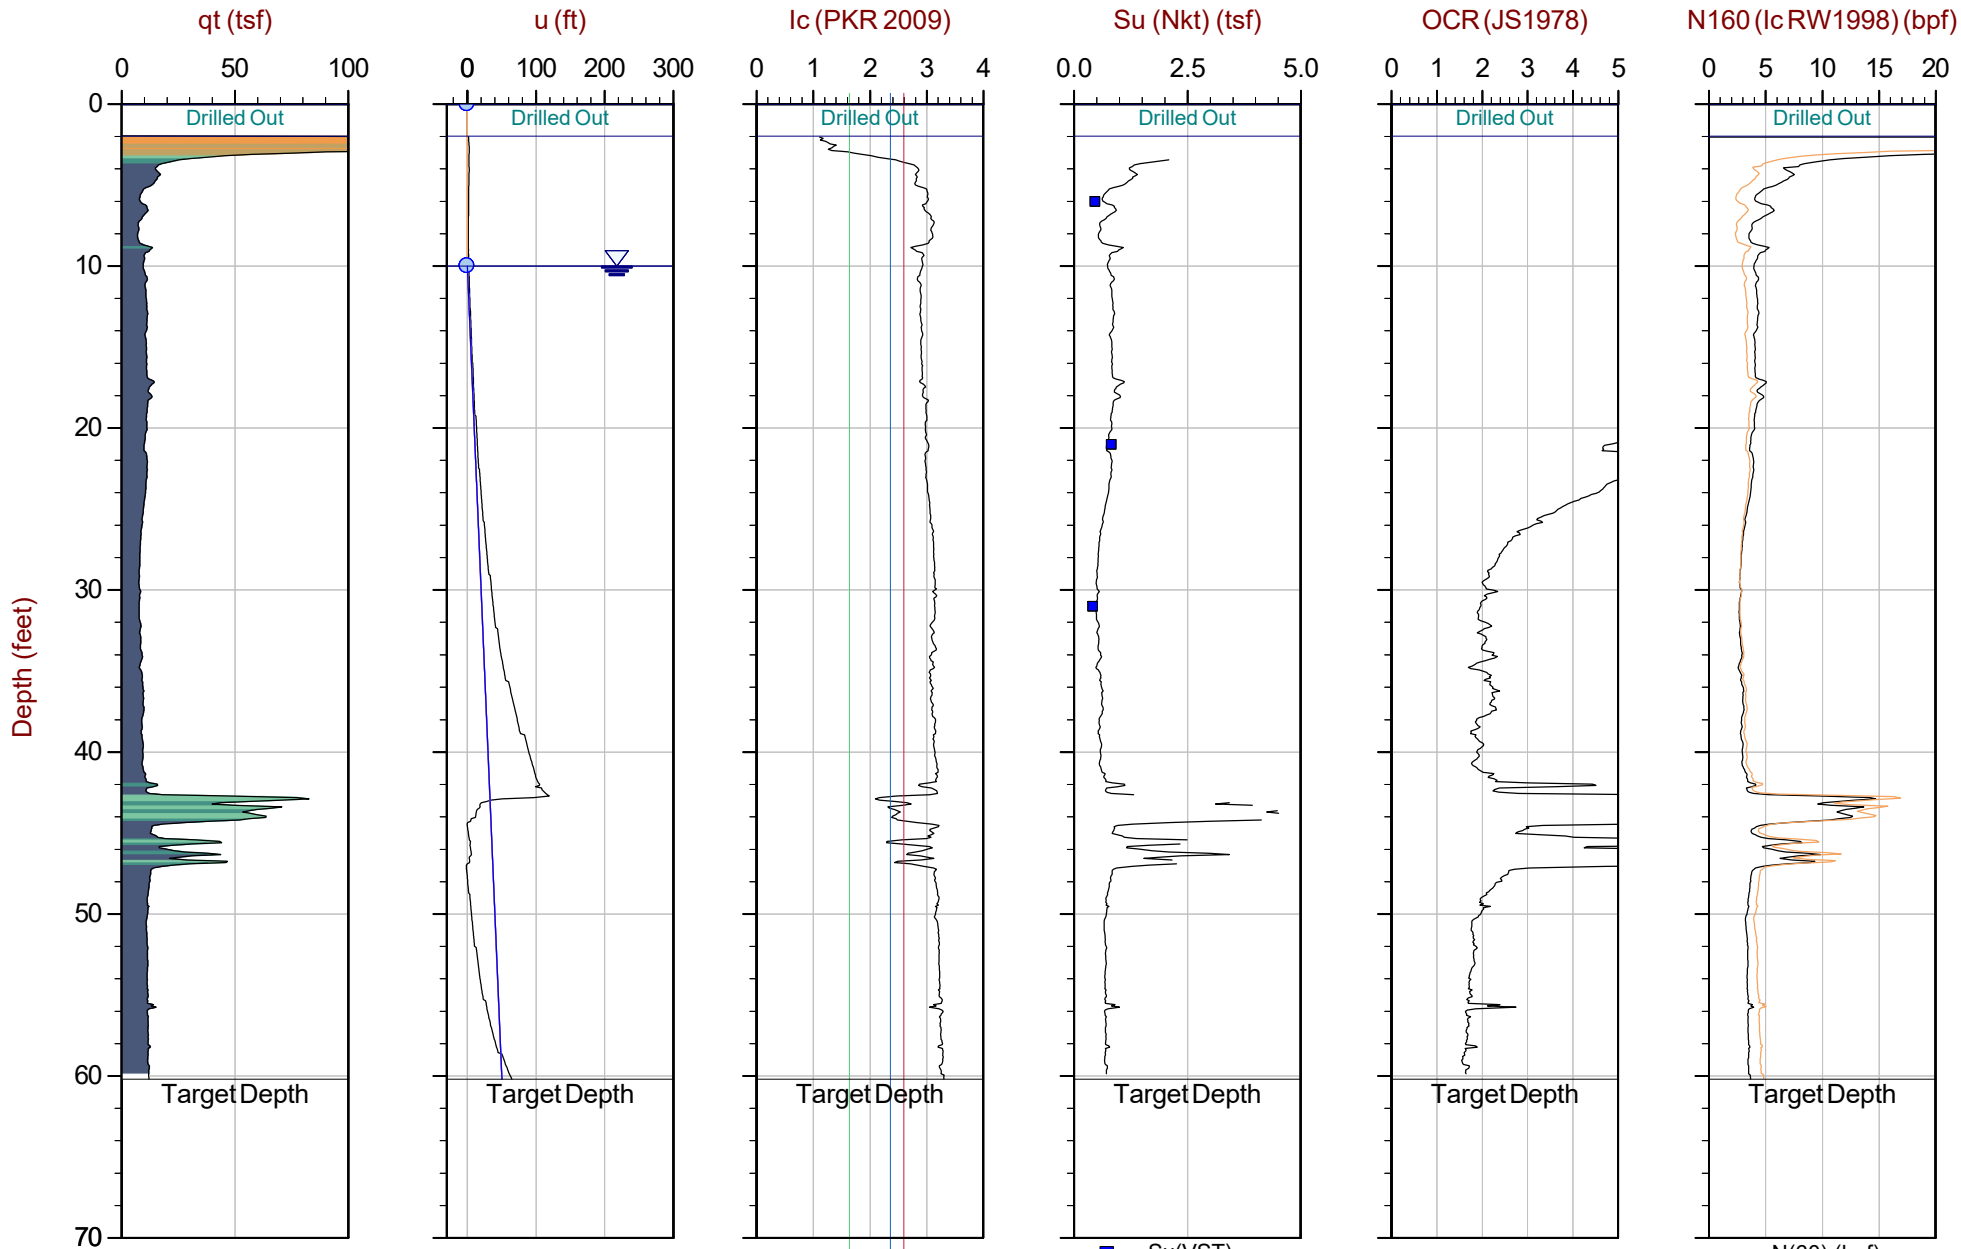 qt (tsf) u (ft) Ic (PKR 2009) Su (Nkt) (tsf) OCR (JS1978) N160 (Ic RW1998) (bpf)
0 50 100 0 100 200 300 0 1 2 3 4 0.0 2.5 5.0 0 1 2 3 4 5 0 5 10 15 20
0
Drilled Out Drilled Out Drilled Out Drilled Out Drilled Out Drilled Out
10
20
30
Depth (feet)
40
50
60
Target Depth Target Depth Target Depth Target Depth Target Depth Target Depth
70
Su(VST) N(60) (bpf)